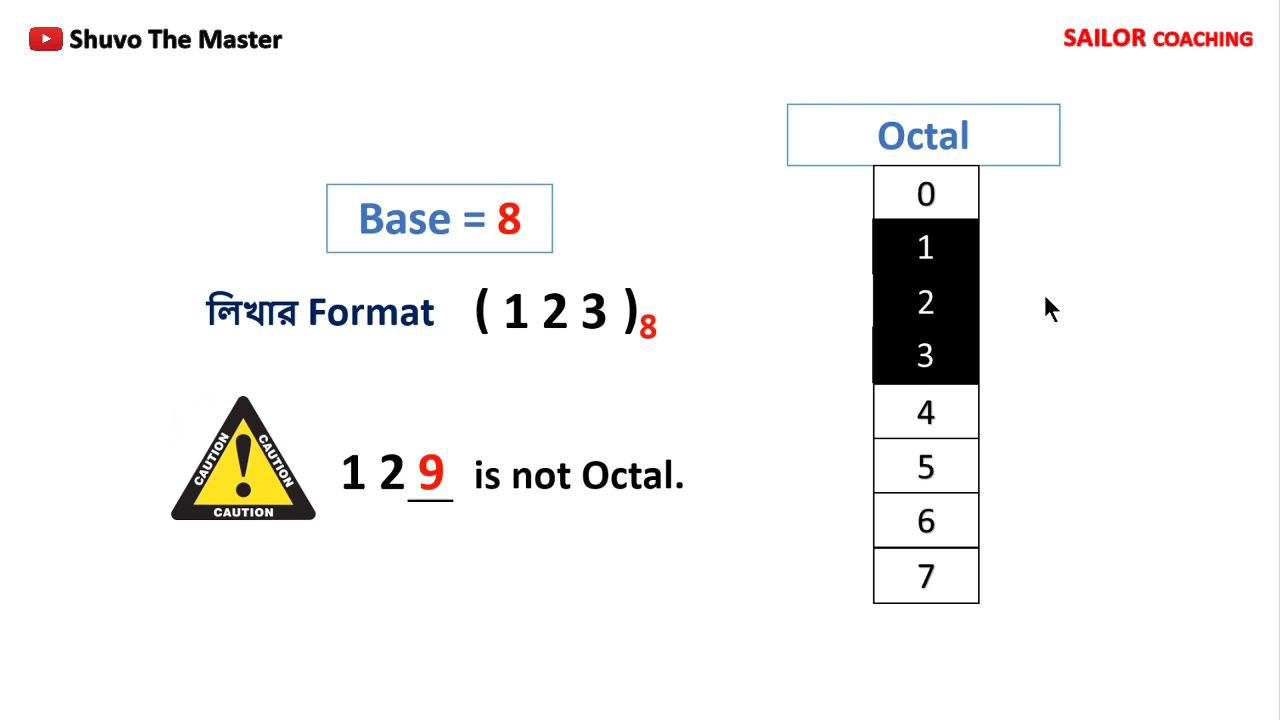 Shuvo The Master
SAILOR COACHING
Octal
0
1
2
3
4
5
6
7
Base = 8
লিখার Format ( 1 2 3 )8
CAUTION
CAUTION
CAUTION
1 2 9 is not Octal.